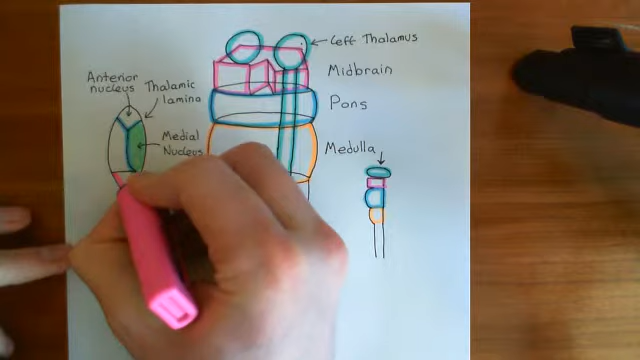 Left Thalamus
Midbrain
Pons
Medulla
Anterior
nucleus
Thalamic
lamina
Medial
Nucleus